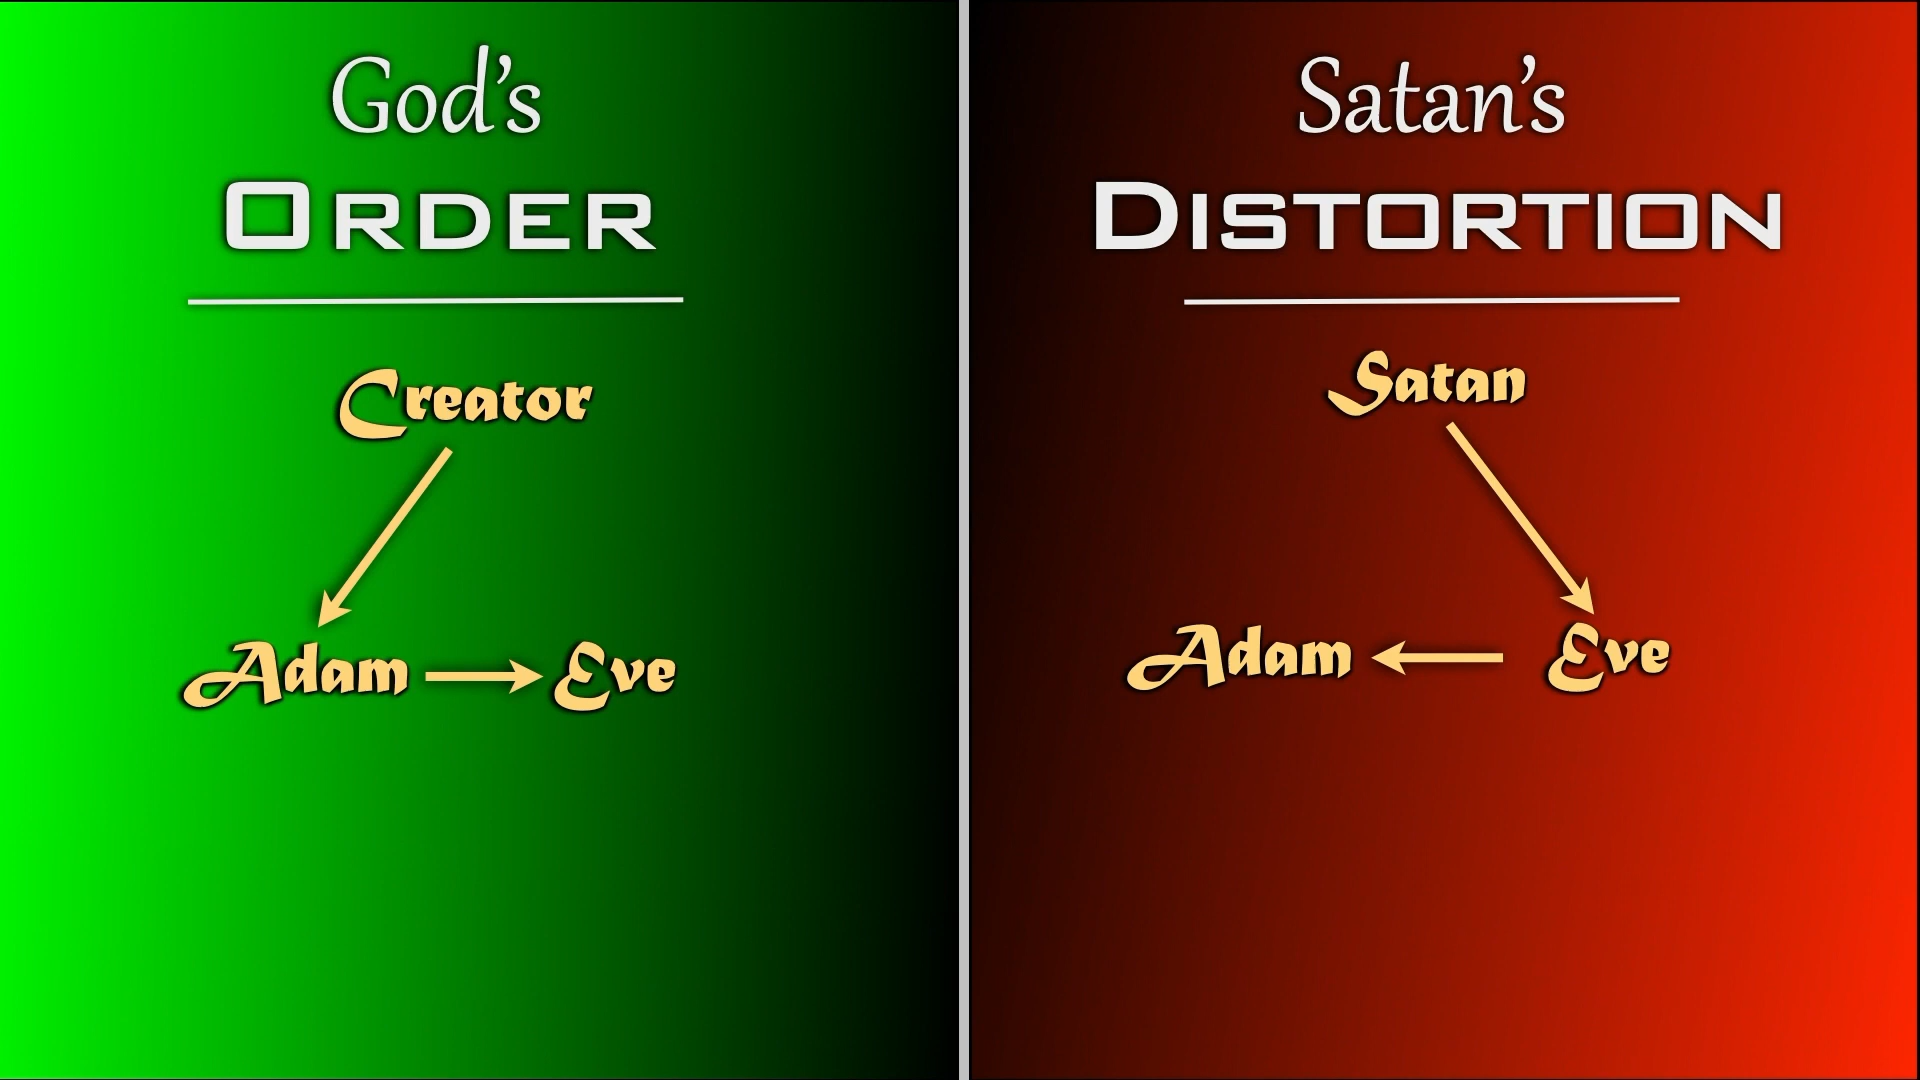 God's
ORDER
Creator
Adam
Eve
Satan's
DISTORTION
Satan
Adam
Eve